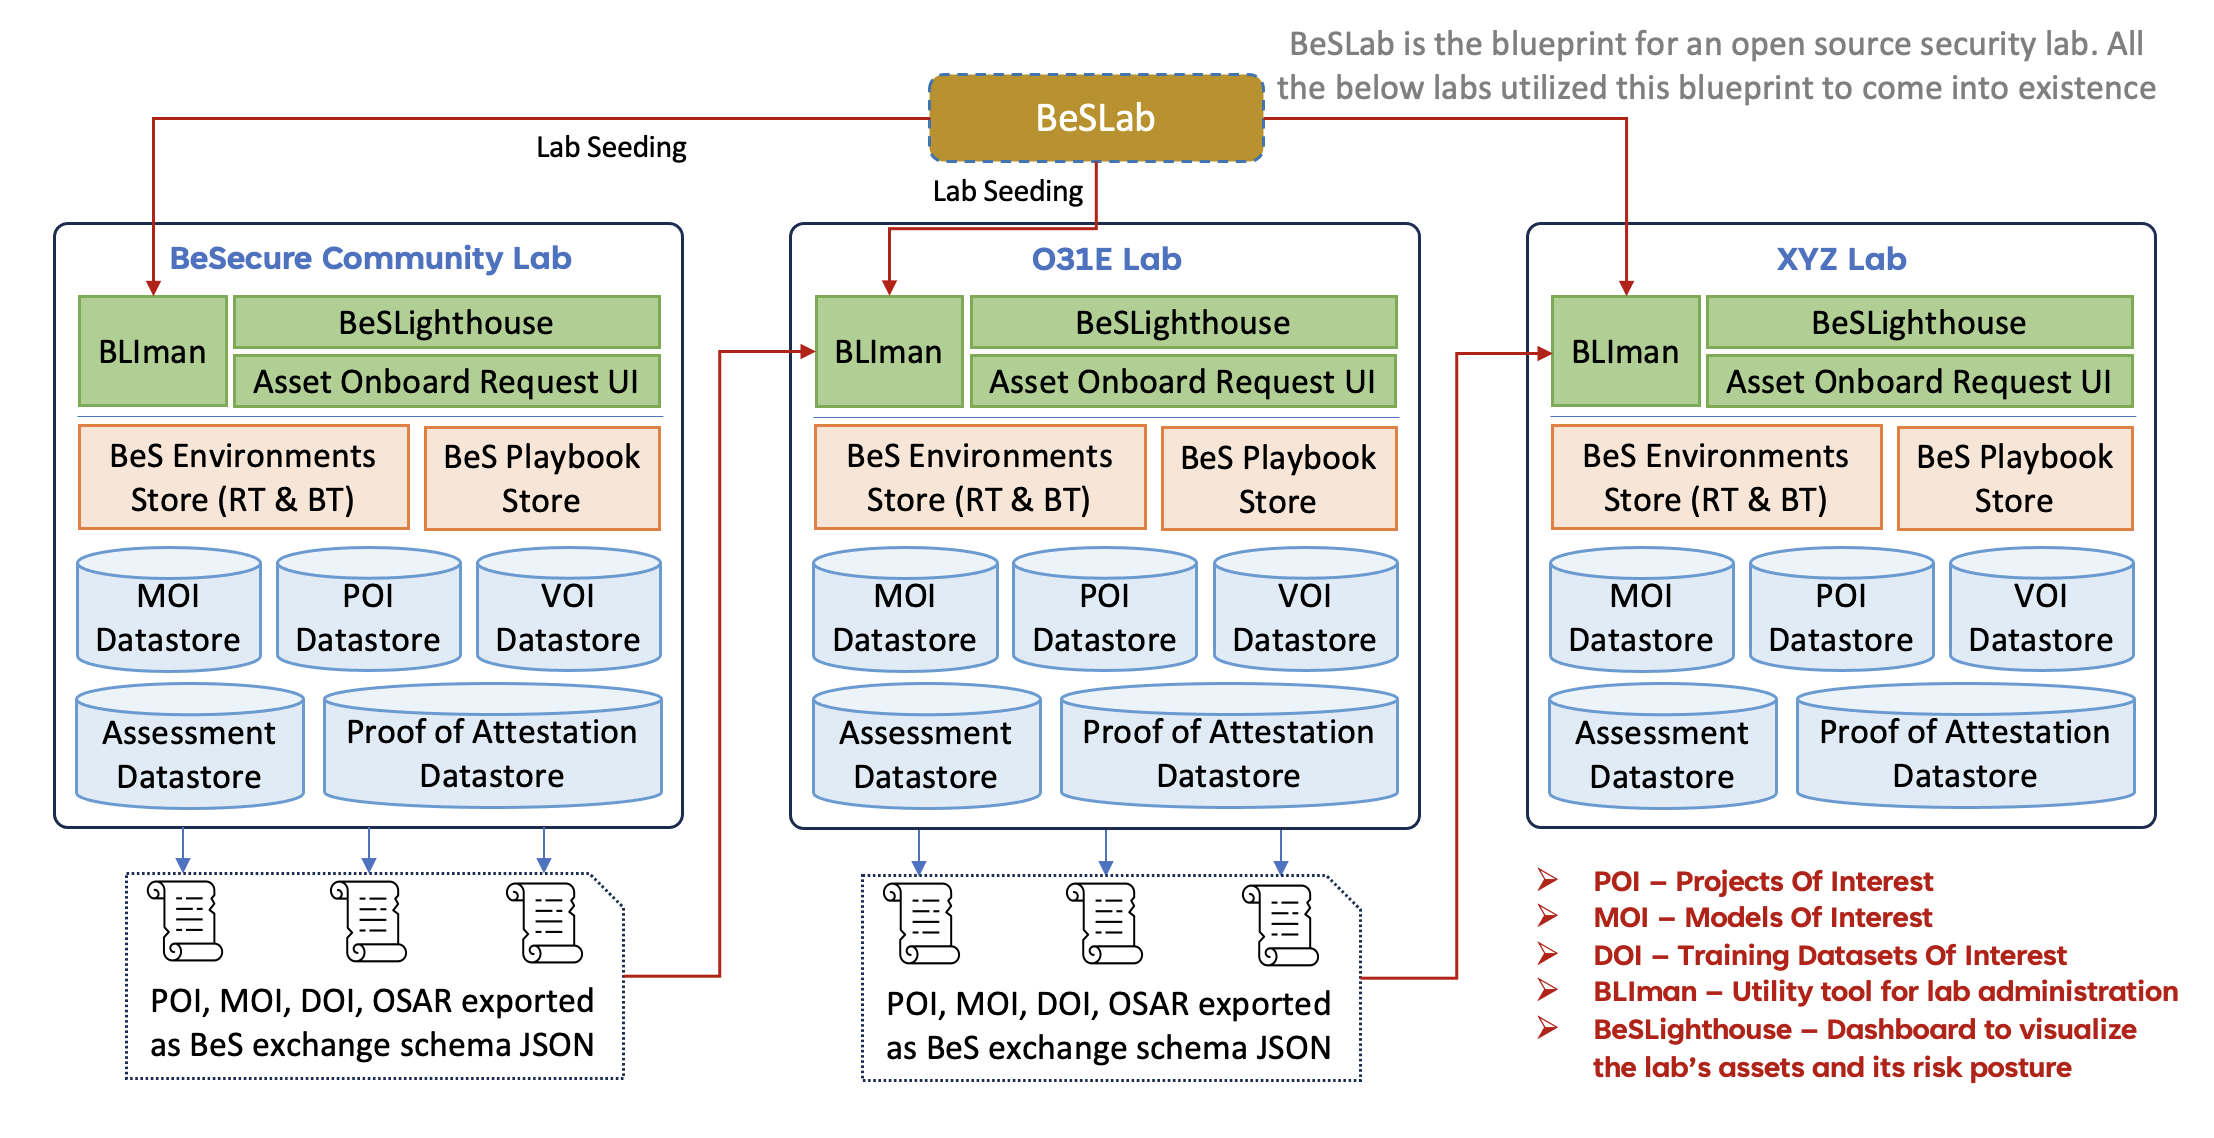 BeSLab is the blueprint for an open source security lab. All
the below labs utilized this blueprint to come into existence
BeSLab
Lab Seeding
Lab Seeding
BeSecure Community Lab
BLIman
BeSLighthouse
Asset Onboard Request UI
BeS Environments
Store (RT & BT)
BeS Playbook
Store
MOI
Datastore
POI
Datastore
VOI
Datastore
Assessment
Datastore
Proof of Attestation
Datastore
POI, MOI, DOI, OSAR exported
as BeS exchange schema JSON
O31E Lab
BLIman
BeSLighthouse
Asset Onboard Request UI
BeS Environments
Store (RT & BT)
BeS Playbook
Store
MOI
Datastore
POI
Datastore
VOI
Datastore
Assessment
Datastore
Proof of Attestation
Datastore
POI, MOI, DOI, OSAR exported
as BeS exchange schema JSON
XYZ Lab
BLIman
BeSLighthouse
Asset Onboard Request UI
BeS Environments
Store (RT & BT)
BeS Playbook
Store
MOI
Datastore
POI
Datastore
VOI
Datastore
Assessment
Datastore
Proof of Attestation
Datastore
POI – Projects Of Interest
MOI – Models Of Interest
DOI – Training Datasets Of Interest
BLIman – Utility tool for lab administration
BeSLighthouse – Dashboard to visualize
the lab's assets and its risk posture